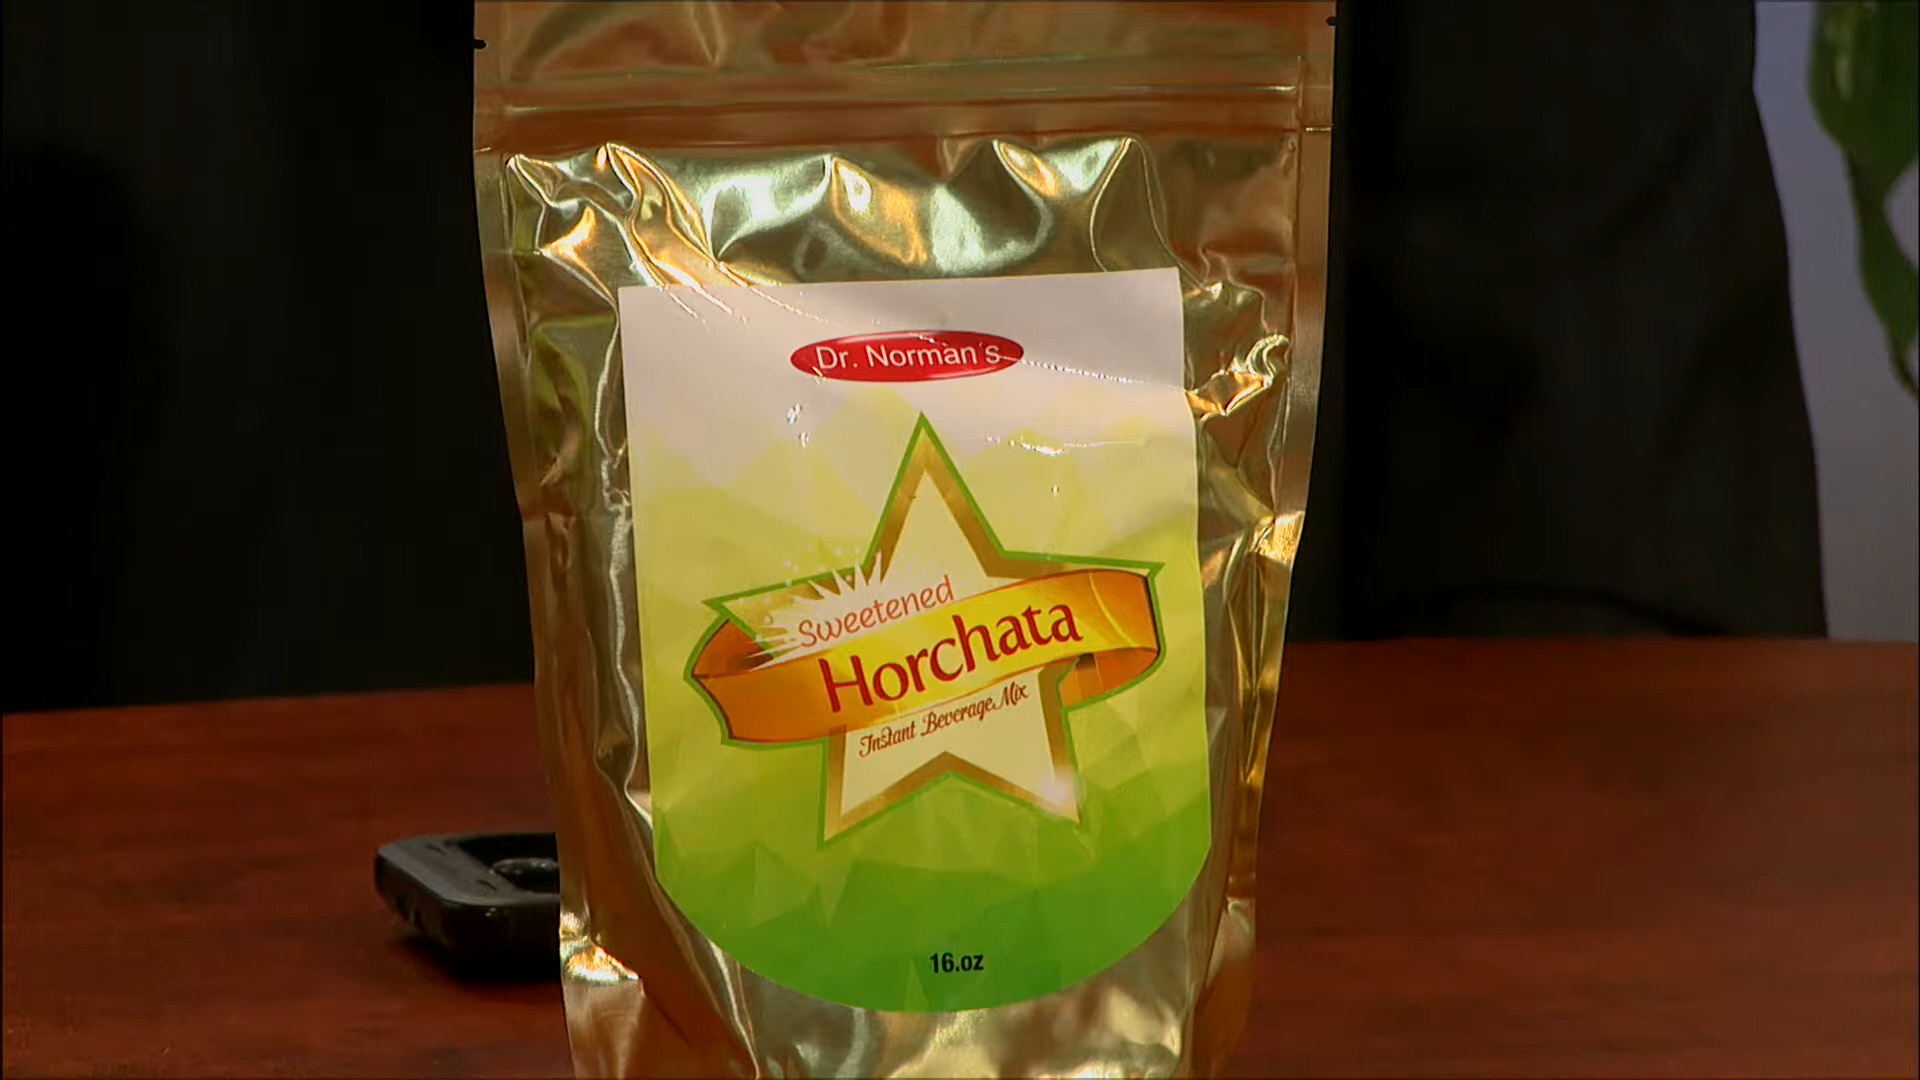 Dr. Norman's
Sweetened
Horchata
Instant Beverage Mix
16.oz